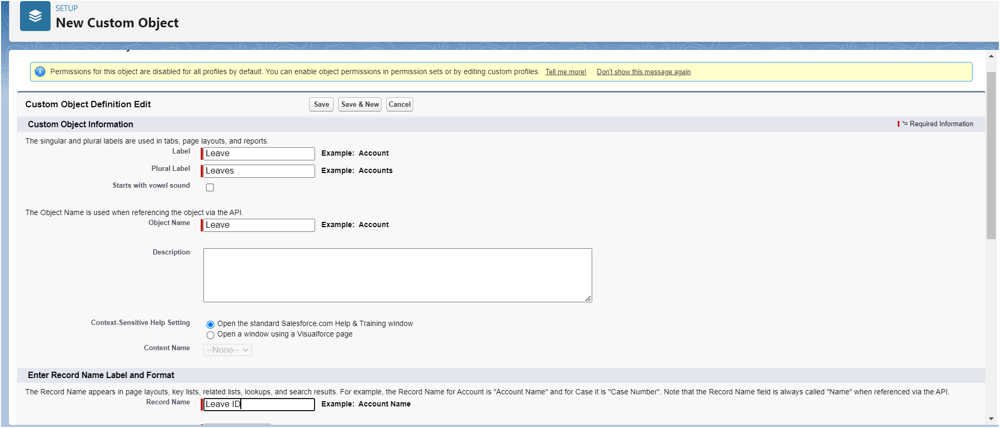 SETUP
New Custom Object
Permissions for this object are disabled for all profiles by default. You can enable object permissions in permission sets or by editing custom profiles. Tell me more! Don't show this message again
Custom Object Definition Edit Save Save & New Cancel
Custom Object Information *= Required Information
The singular and plural labels are used in tabs, page layouts, and reports.
Label Leave Example: Account
Plural Label Leaves Example: Accounts
Starts with vowel sound
The Object Name is used when referencing the object via the API.
Object Name Leave Example: Account
Description
Context-Sensitive Help Setting Open the standard Salesforce.com Help & Training window
Open a window using a Visualforce page
Content Name --None--
Enter Record Name Label and Format
The Record Name appears in page layouts, key lists, related lists, lookups, and search results. For example, the Record Name for Account is "Account Name" and for Case it is "Case Number". Note that the Record Name field is always called "Name" when referenced via the API.
Record Name Leave ID Example: Account Name